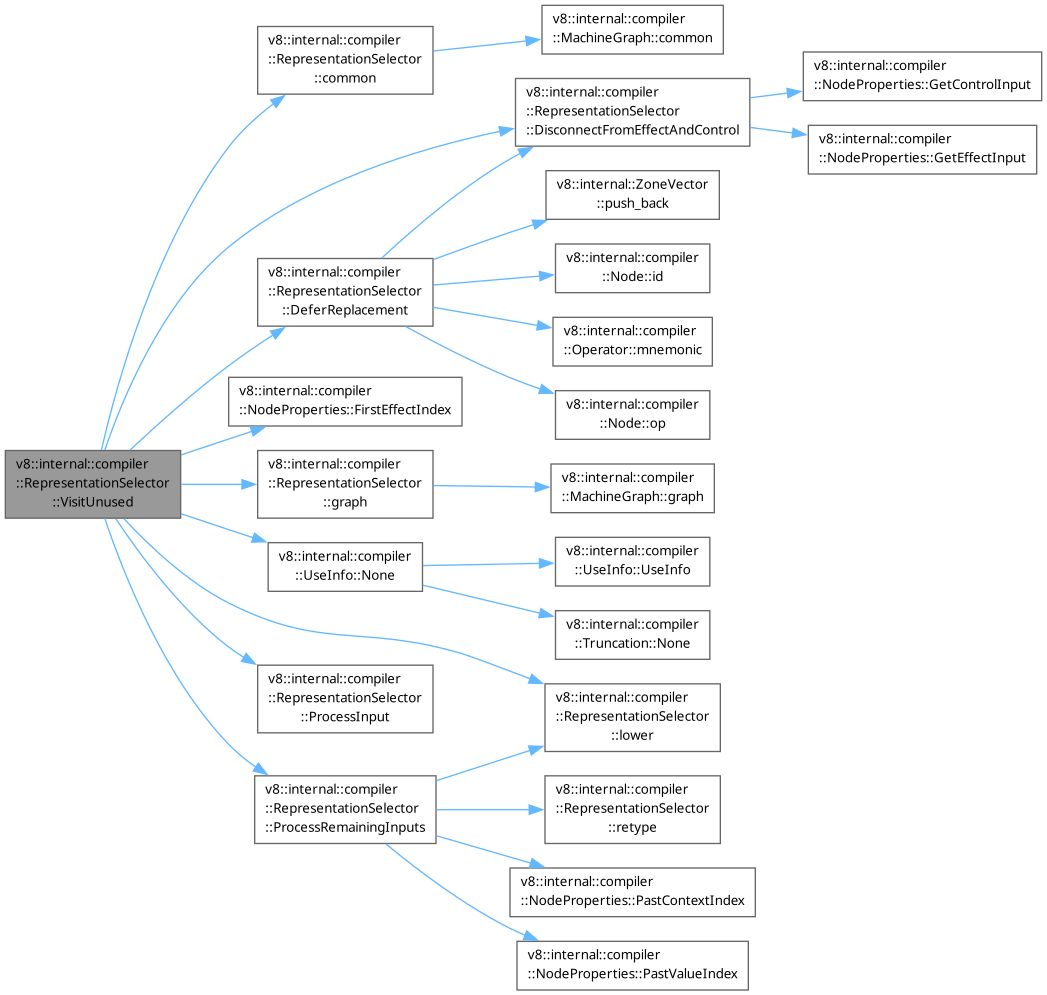 v8::internal::compiler
::RepresentationSelector
::VisitUnused
v8::internal::compiler
::RepresentationSelector
::common
v8::internal::compiler
::MachineGraph::common
v8::internal::compiler
::RepresentationSelector
::DisconnectFromEffectAndControl
v8::internal::compiler
::NodeProperties::GetControlInput
v8::internal::compiler
::NodeProperties::GetEffectInput
v8::internal::compiler
::RepresentationSelector
::DeferReplacement
v8::internal::ZoneVector
::push_back
v8::internal::compiler
::Node::id
v8::internal::compiler
::Operator::mnemonic
v8::internal::compiler
::Node::op
v8::internal::compiler
::NodeProperties::FirstEffectIndex
v8::internal::compiler
::RepresentationSelector
::graph
v8::internal::compiler
::MachineGraph::graph
v8::internal::compiler
::UseInfo::None
v8::internal::compiler
::UseInfo::UseInfo
v8::internal::compiler
::Truncation::None
v8::internal::compiler
::RepresentationSelector
::ProcessInput
v8::internal::compiler
::RepresentationSelector
::lower
v8::internal::compiler
::RepresentationSelector
::ProcessRemainingInputs
v8::internal::compiler
::RepresentationSelector
::retype
v8::internal::compiler
::NodeProperties::PastContextIndex
v8::internal::compiler
::NodeProperties::PastValueIndex